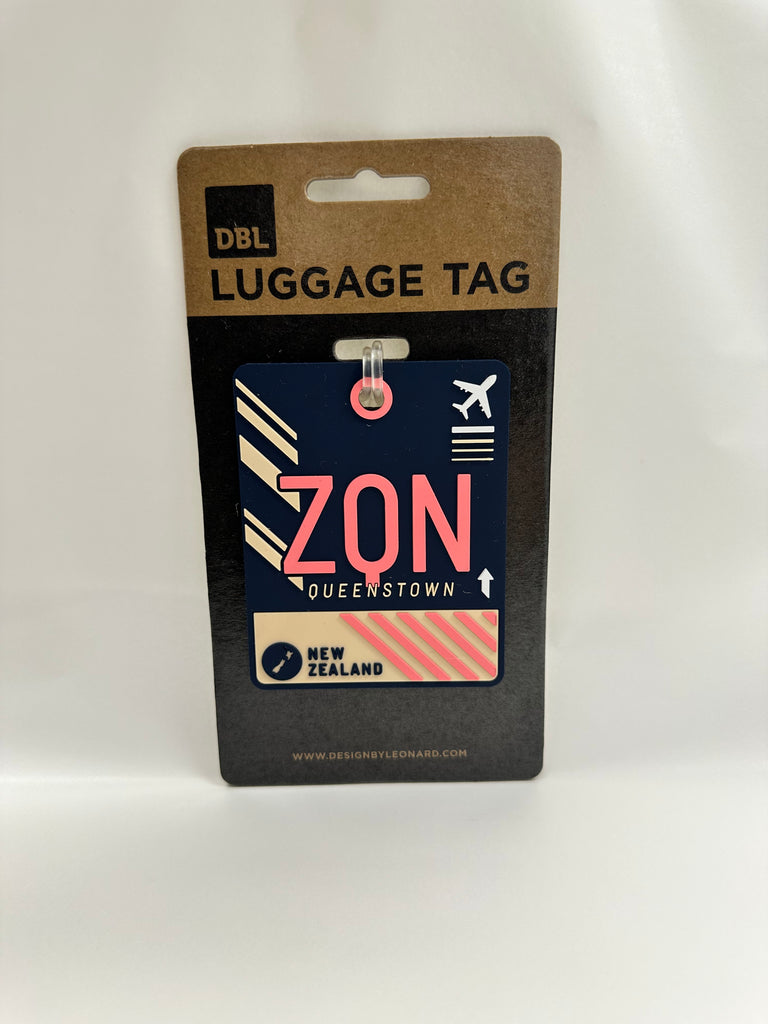 DBL
LUGGAGE TAG
ZQN
QUEENSTOWN
NEW
ZEALAND
WWW.DESIGNBYLEONARD.COM